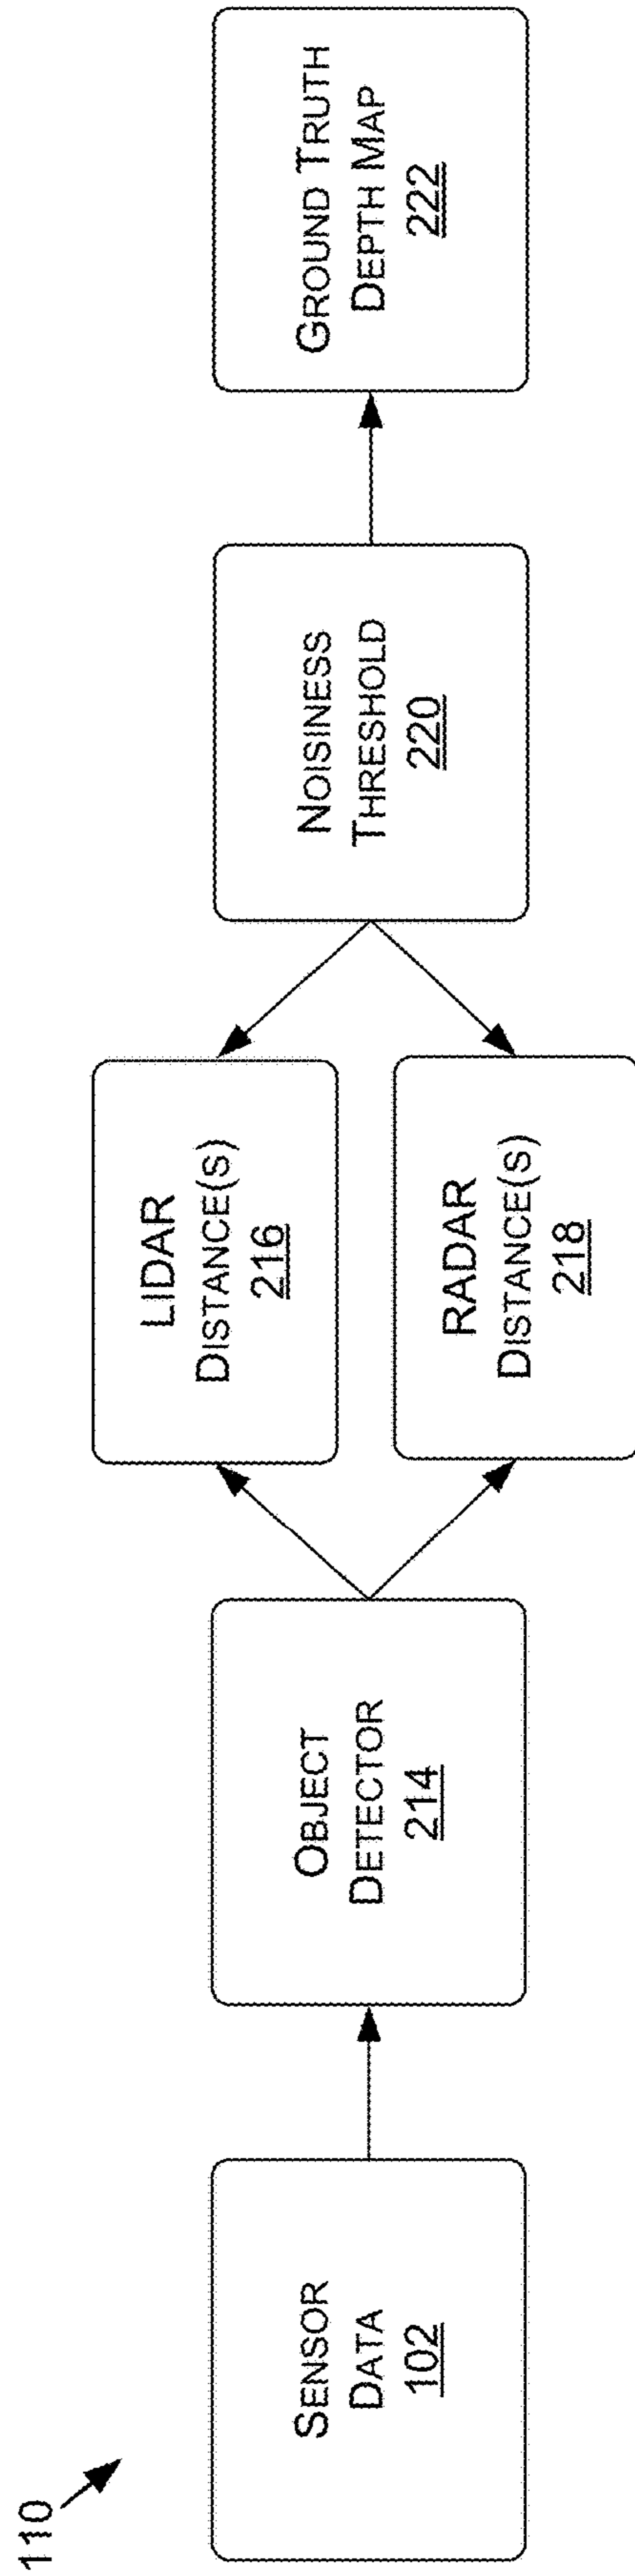 110
SENSOR
DATA
102
OBJECT
DETECTOR
214
LIDAR
DISTANCE(S)
216
RADAR
DISTANCE(S)
218
NOISINESS
THRESHOLD
220
GROUND TRUTH
DEPTH MAP
222